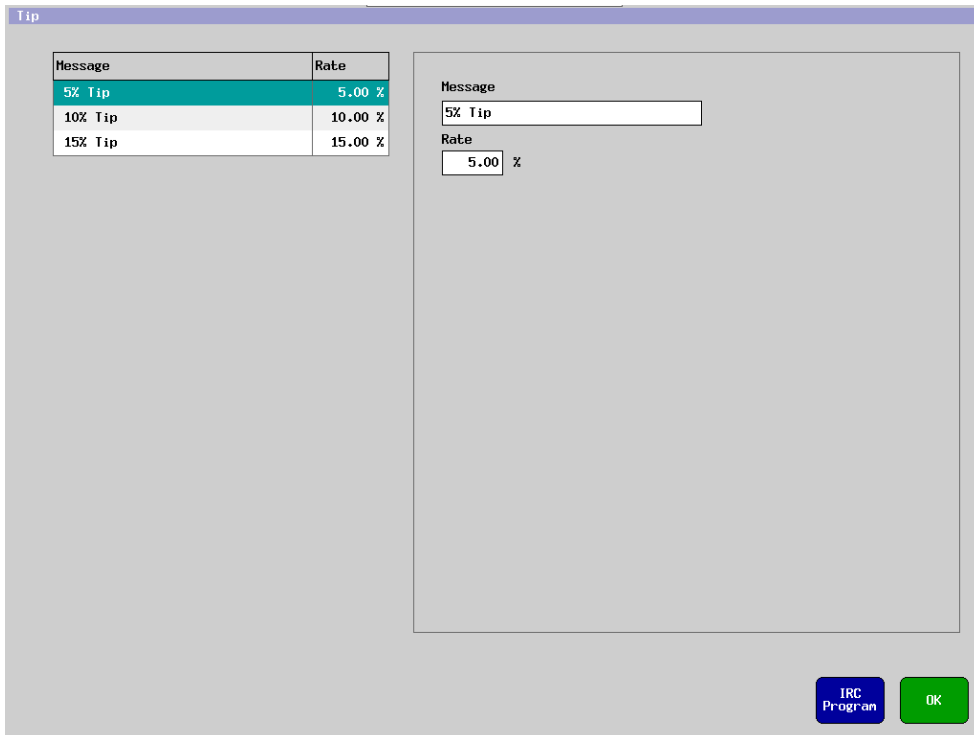 Tip
Message Rate
5% Tip 5.00 %
10% Tip 10.00 %
15% Tip 15.00 %
Message
5% Tip
Rate
5.00 %
IRC
Program
OK